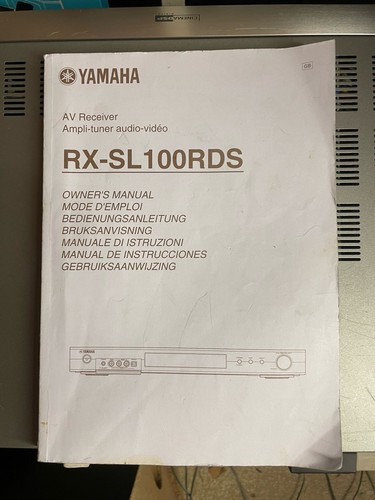 YAMAHA
AV Receiver
Ampli-tuner audio-vidéo
RX-SL100RDS
OWNER'S MANUAL
MODE D'EMPLOI
BEDIENUNGSANLEITUNG
BRUKSANVISNING
MANUALE DI ISTRUZIONI
MANUAL DE INSTRUCCIONES
GEBRUIKSAANWIJZING
YAMAHA